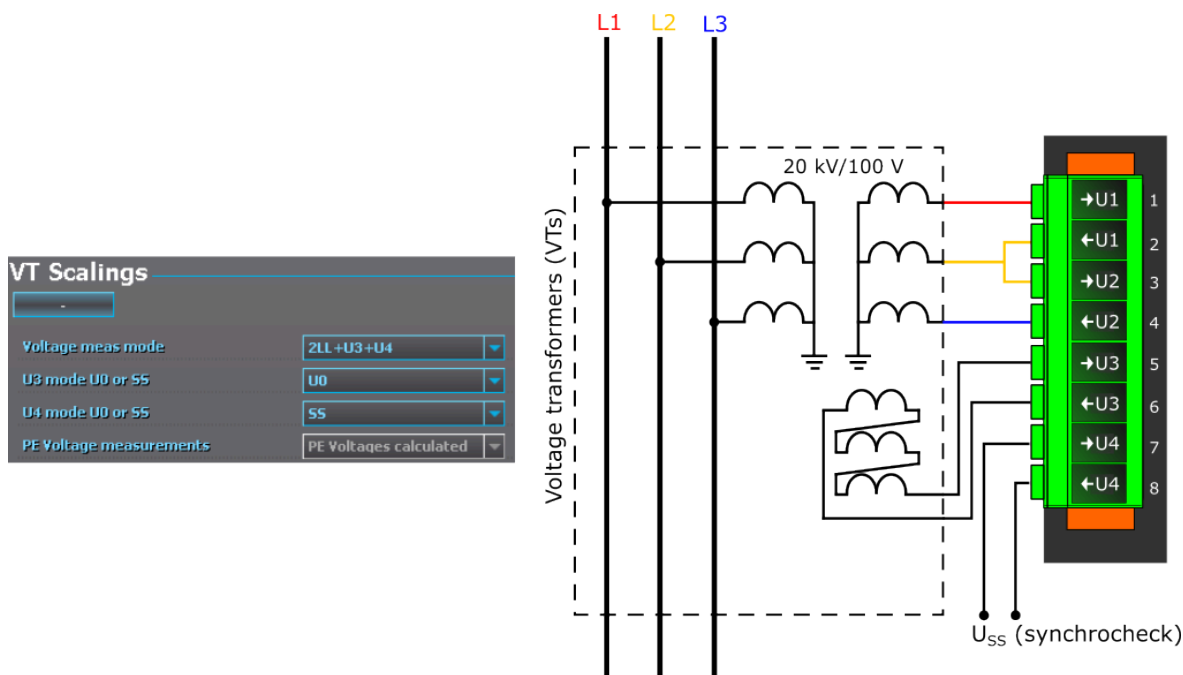 VT Scalings
-
Voltage meas mode 2LL+U3+U4
U3 mode U0 or SS U0
U4 mode U0 or SS SS
PE Voltage measurements PE Voltages calculated
L1 L2 L3
Voltage transformers (VTs)
20 kV/100 V
→U1 1
←U1 2
→U2 3
←U2 4
→U3 5
←U3 6
→U4 7
←U4 8
USS (synchrocheck)